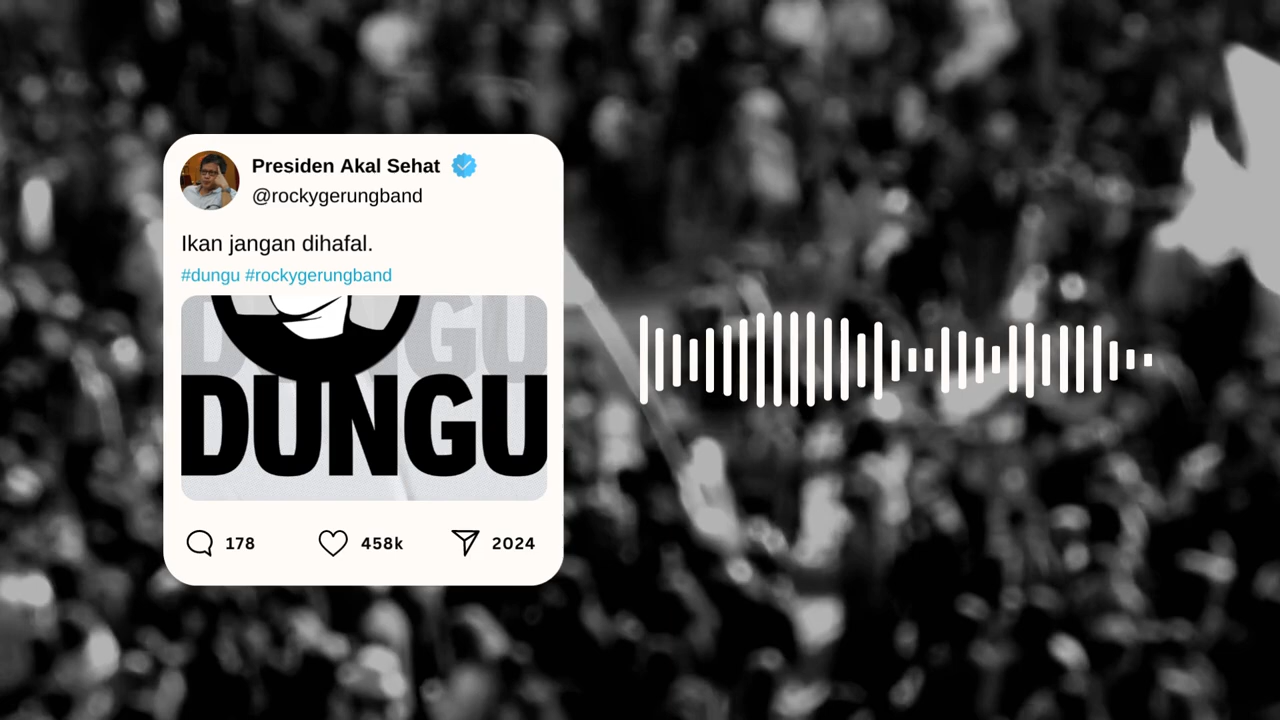 Presiden Akal Sehat
@rockygerungband
Ikan jangan dihafal.
#dungu #rockygerungband
DUNGU
DUNGU
178 458k 2024